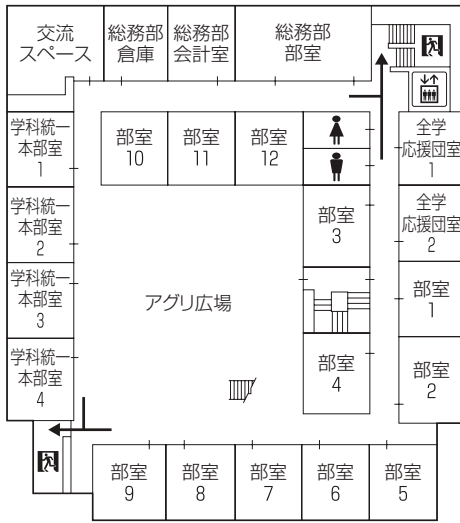 交流
スペース
総務部
倉庫
総務部
会計室
総務部
部室
学科統一
本部室
1
部室
10
部室
11
部室
12
全学
応援団室
1
学科統一
本部室
2
部室
3
全学
応援団室
2
学科統一
本部室
3
アグリ広場
部室
1
学科統一
本部室
4
部室
4
部室
2
部室
9
部室
8
部室
7
部室
6
部室
5